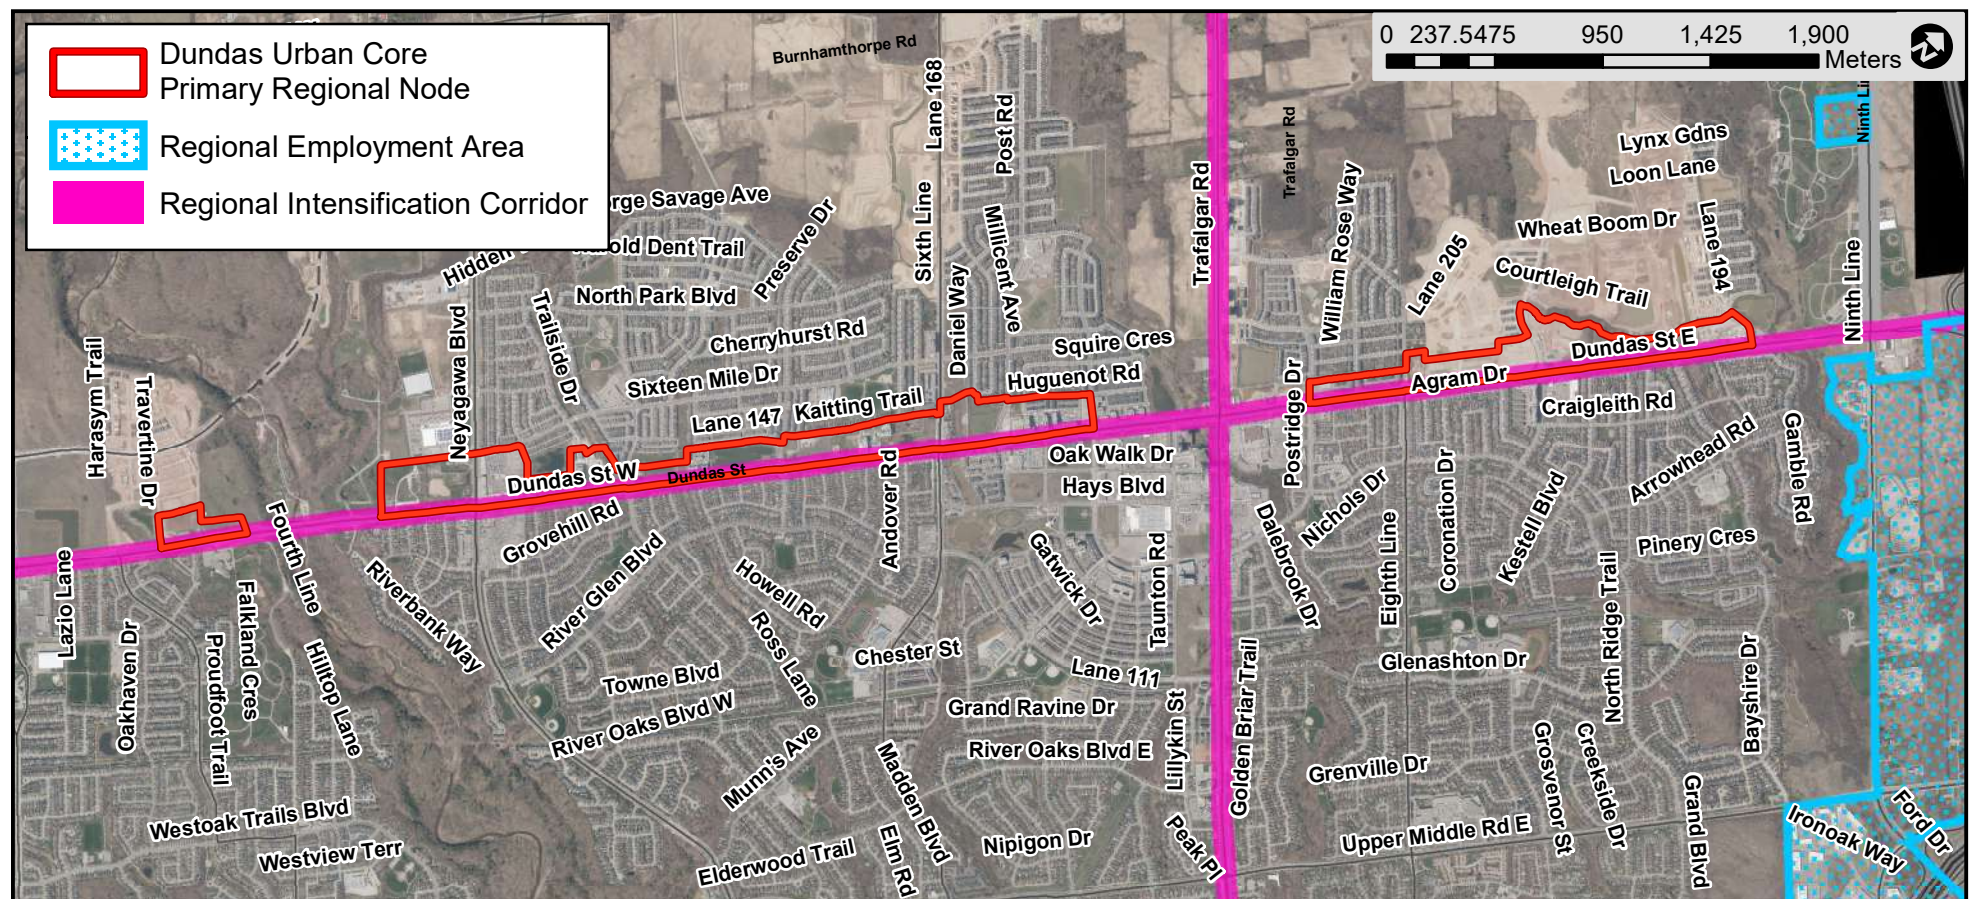 Dundas Urban Core
Primary Regional Node
Regional Employment Area
Regional Intensification Corridor
0 237.5475 950 1,425 1,900
Meters
Burnhamthorpe Rd
Lane 168
Post Rd
Trafalgar Rd
Trafalgar Rd
Lynx Gdns
Loon Lane
Ninth Li
orge Savage Ave
Preserve Dr
Sixth Line
Millicent Ave
William Rose Way
Wheat Boom Dr
Lane 194
Hidden
rold Dent Trail
Lane 205
Courtleigh Trail
Ninth Line
North Park Blvd
Trailside Dr
Neyagawa Blvd
Cherryhurst Rd
Daniel Way
Squire Cres
Dundas St E
Harasym Trail
Travertine Dr
Sixteen Mile Dr
Huguenot Rd
Agram Dr
Postridge Dr
Lane 147
Kaitting Trail
Craigleith Rd
Dundas St W
Dundas St
Andover Rd
Oak Walk Dr
Hays Blvd
Arrowhead Rd
Gamble Rd
Fourth Line
Grovehill Rd
Nichols Dr
Coronation Dr
Kestell Blvd
Pinery Cres
Lazio Lane
Falkland Cres
Riverbank Way
River Glen Blvd
Howell Rd
Gatwick Dr
Taunton Rd
Dalebrook Dr
Eighth Line
North Ridge Trail
Oakhaven Dr
Proudfoot Trail
Hilltop Lane
Ross Lane
Chester St
Lane 111
Golden Briar Trail
Glenashton Dr
Bayshire Dr
Towne Blvd
River Oaks Blvd W
Grand Ravine Dr
River Oaks Blvd E
Lillykin St
Munn's Ave
Madden Blvd
Grenville Dr
Grosvenor St
Creekside Dr
Grand Blvd
Westoak Trails Blvd
Westview Terr
Elderwood Trail
Elm Rd
Nipigon Dr
Peak Pl
Upper Middle Rd E
Ironoak Way
Ford Dr